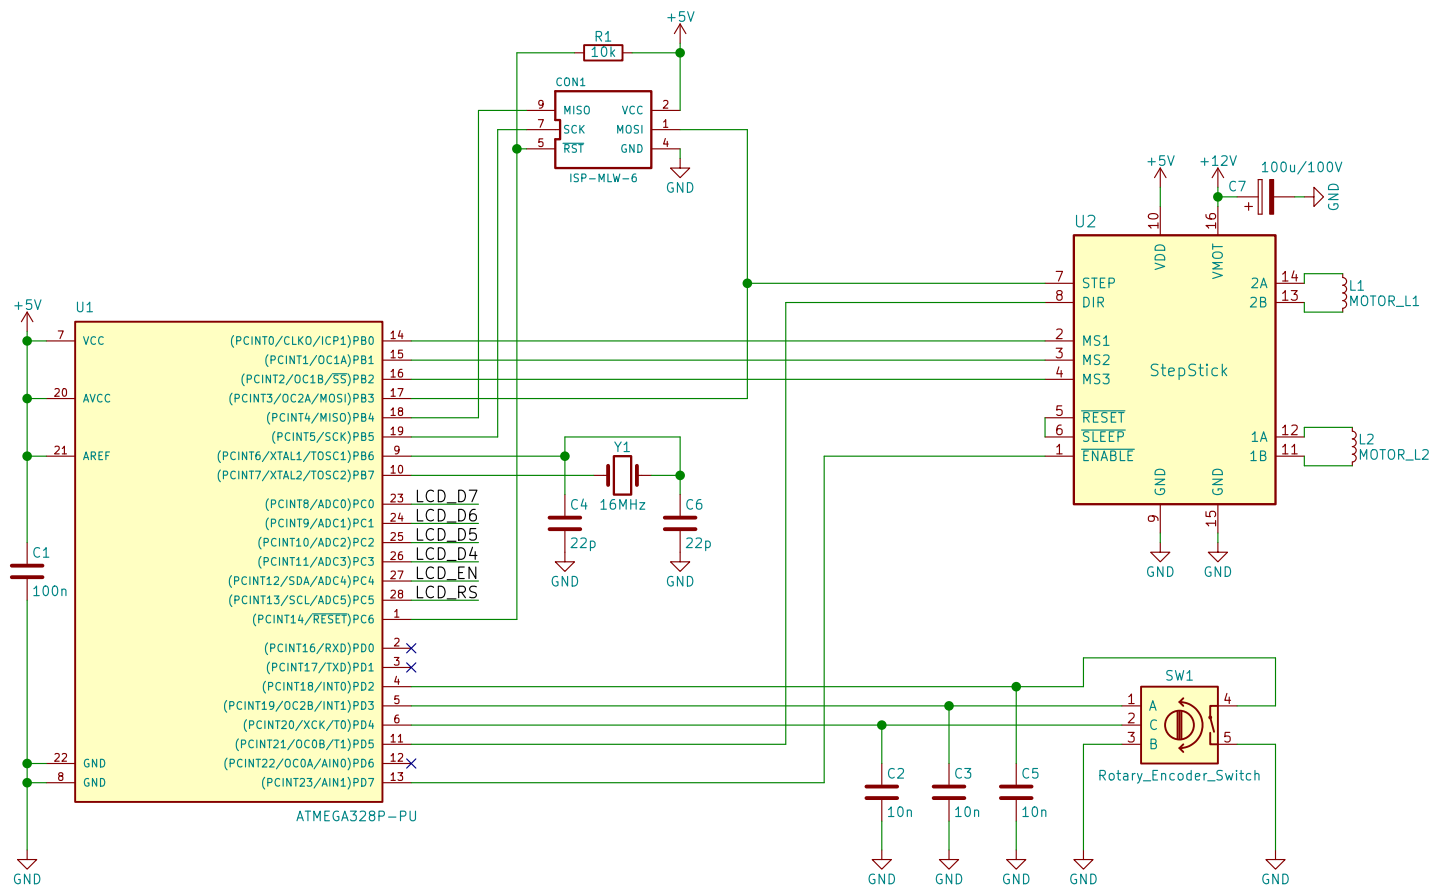 +5V
R1
10k
CON1
9 MISO VCC 2
7 SCK MOSI 1
5 RST GND 4
ISP-MLW-6
GND
+5V
+12V
100u/100V
C7
+
GND
U2
10
16
VDD
VMOT
7 STEP 2A 14
8 DIR 2B 13
L1
MOTOR_L1
2 MS1
3 MS2
4 MS3
StepStick
5 RESET
6 SLEEP 1A 12
1 ENABLE 1B 11
L2
MOTOR_L2
GND
GND
9
15
GND
GND
+5V
U1
7 VCC (PCINT0/CLKO/ICP1)PB0 14
(PCINT1/OC1A)PB1 15
(PCINT2/OC1B/SS)PB2 16
20 AVCC (PCINT3/OC2A/MOSI)PB3 17
(PCINT4/MISO)PB4 18
(PCINT5/SCK)PB5 19
21 AREF (PCINT6/XTAL1/TOSC1)PB6 9
(PCINT7/XTAL2/TOSC2)PB7 10
(PCINT8/ADC0)PC0 23 LCD_D7
(PCINT9/ADC1)PC1 24 LCD_D6
(PCINT10/ADC2)PC2 25 LCD_D5
(PCINT11/ADC3)PC3 26 LCD_D4
(PCINT12/SDA/ADC4)PC4 27 LCD_EN
(PCINT13/SCL/ADC5)PC5 28 LCD_RS
(PCINT14/RESET)PC6 1
(PCINT16/RXD)PD0 2
(PCINT17/TXD)PD1 3
(PCINT18/INT0)PD2 4
(PCINT19/OC2B/INT1)PD3 5
(PCINT20/XCK/T0)PD4 6
(PCINT21/OC0B/T1)PD5 11
22 GND (PCINT22/OC0A/AIN0)PD6 12
8 GND (PCINT23/AIN1)PD7 13
ATMEGA328P-PU
C1
100n
GND
Y1
16MHz
C4
22p
GND
C6
22p
GND
SW1
1 A 4
2 C
3 B 5
Rotary_Encoder_Switch
C2
10n
GND
C3
10n
GND
C5
10n
GND
GND
GND